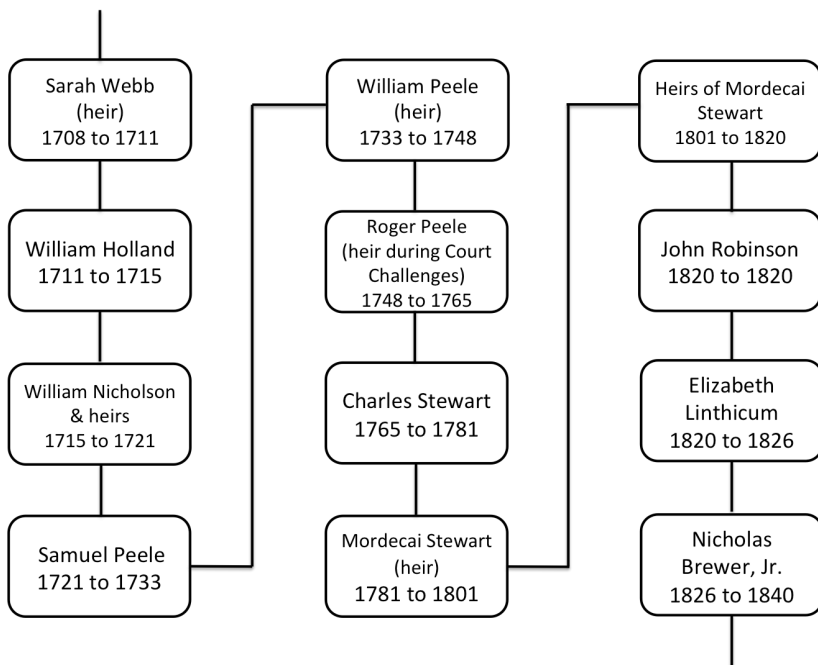 Sarah Webb
(heir)
1708 to 1711
William Holland
1711 to 1715
William Nicholson
& heirs
1715 to 1721
Samuel Peele
1721 to 1733
William Peele
(heir)
1733 to 1748
Roger Peele
(heir during Court
Challenges)
1748 to 1765
Charles Stewart
1765 to 1781
Mordecai Stewart
(heir)
1781 to 1801
Heirs of Mordecai
Stewart
1801 to 1820
John Robinson
1820 to 1820
Elizabeth
Linthicum
1820 to 1826
Nicholas
Brewer, Jr.
1826 to 1840